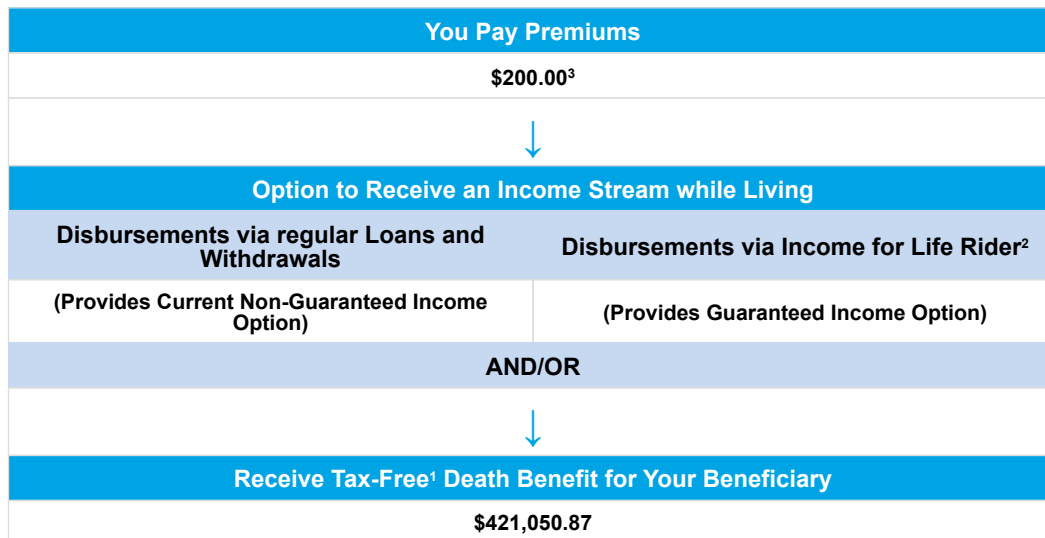 You Pay Premiums
$200.00³
↓
Option to Receive an Income Stream while Living
Disbursements via regular Loans and
Withdrawals
Disbursements via Income for Life Rider²
(Provides Current Non-Guaranteed Income
Option)
(Provides Guaranteed Income Option)
AND/OR
↓
Receive Tax-Free¹ Death Benefit for Your Beneficiary
$421,050.87